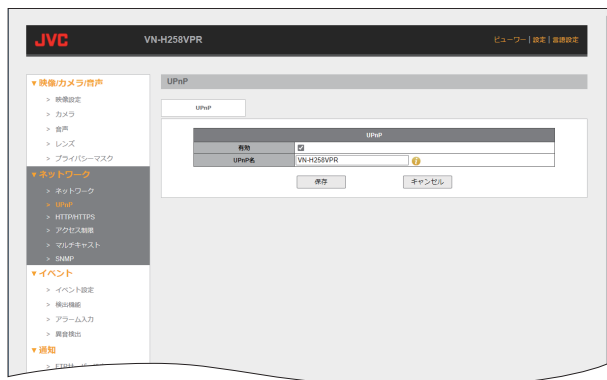 JVC VN-H258VPR ビューワー | 設定 | 言語設定
▼映像/カメラ/音声
> 映像設定
> カメラ
> 音声
> レンズ
> プライバシーマスク
▼ネットワーク
> ネットワーク
> UPnP
> HTTP/HTTPS
> アクセス制限
> マルチキャスト
> SNMP
▼イベント
> イベント設定
> 検出機能
> アラーム入力
> 異音検出
▼通知
UPnP
UPnP
UPnP
有効
UPnP名 VN-H258VPR
保存 キャンセル